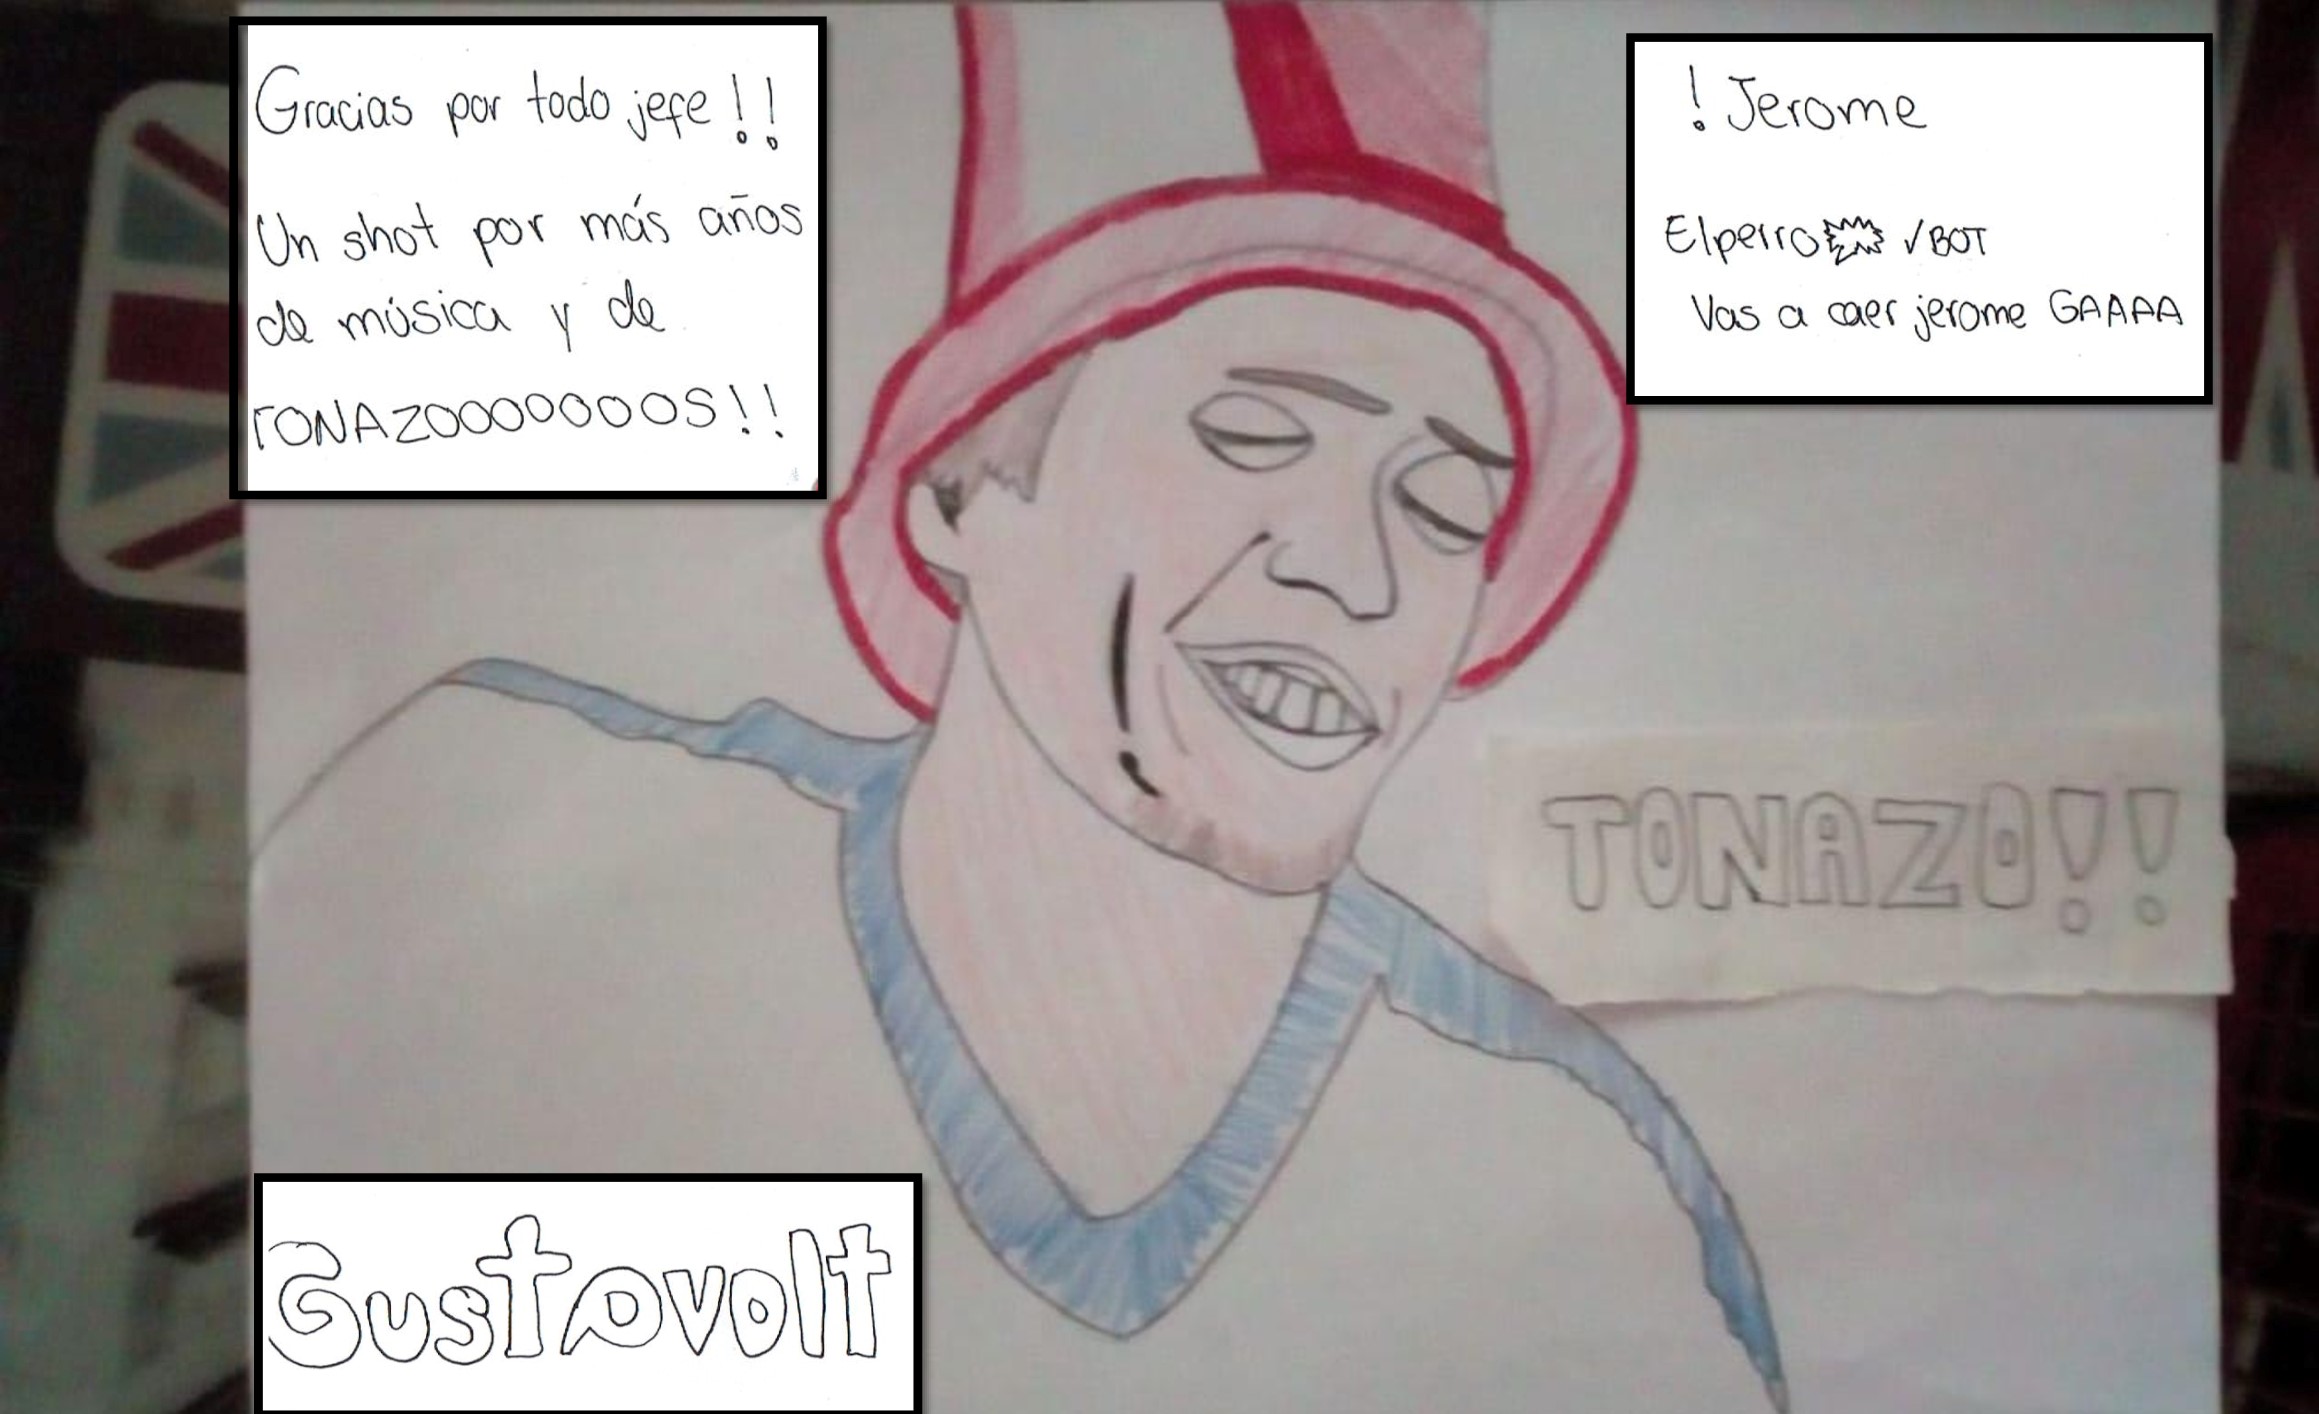 Gracias por todo jefe!!
Un shot por más años
de música y de
TONAZOOOOOOOS!!
! Jerome
Elperro √BOT
Vas a caer jerome GAAAA
TONAZO!!
Gustavolt